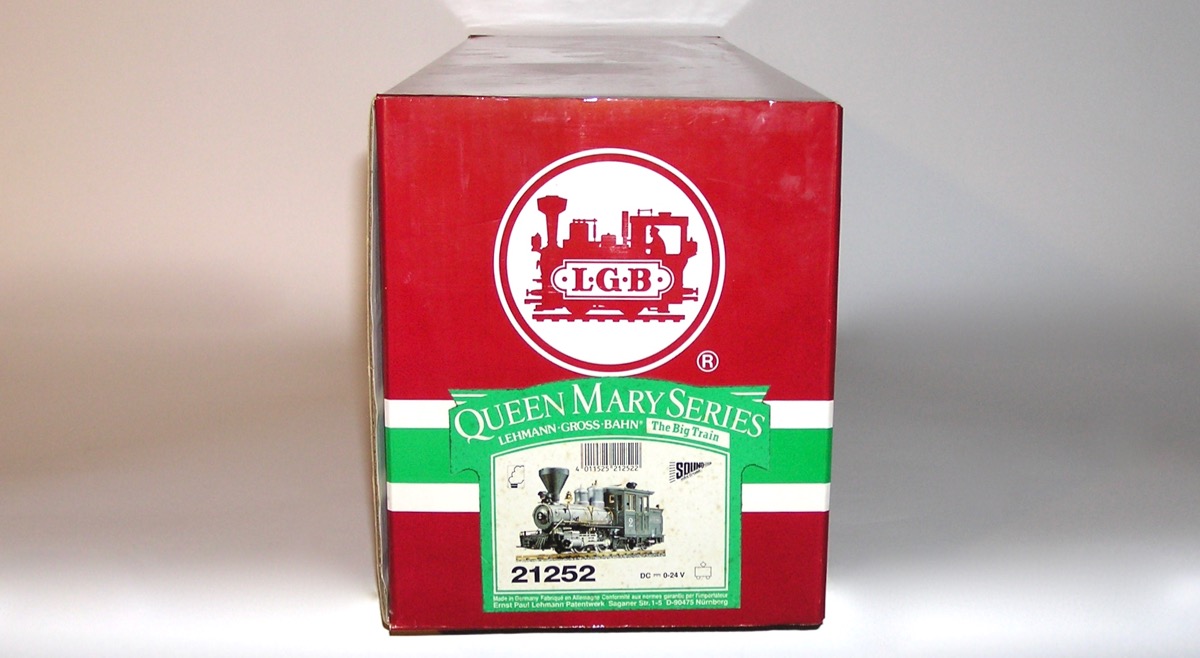 L·G·B
®
QUEEN MARY SERIES
LEHMANN·GROSS·BAHN® The Big Train
4 011525 212522
SOUND
2
21252
DC 0-24 V
Made in Germany Fabriqué en Allemagne Conformité aux normes garantie par l'importateur
Ernst Paul Lehmann Patentwerk Saganer Str. 1-5 D-90475 Nürnberg